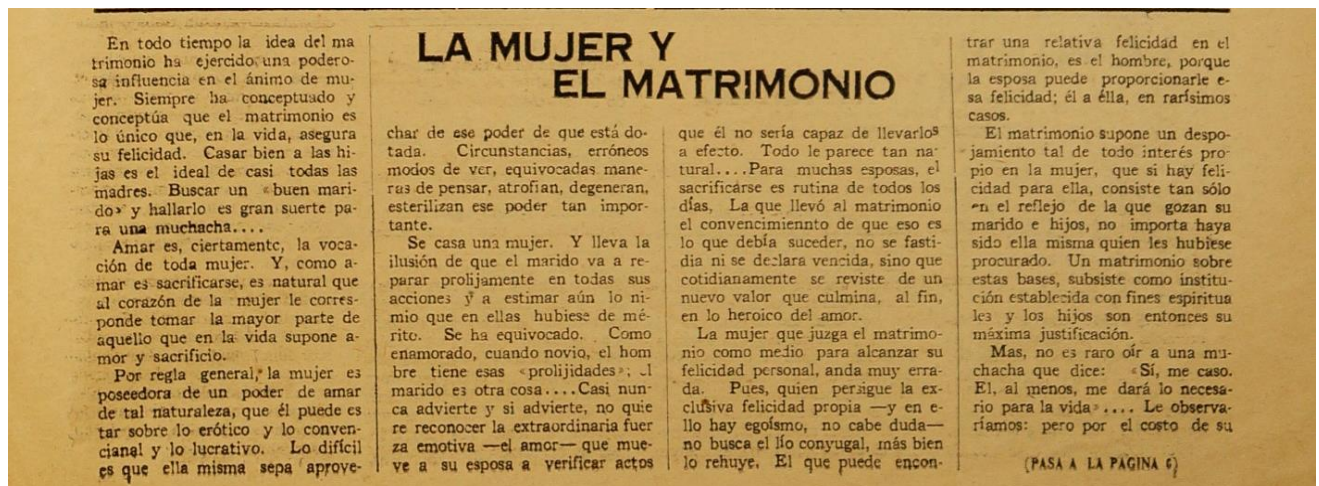 LA MUJER Y
EL MATRIMONIO
En todo tiempo la idea del ma
trimonio ha ejercido una podero-
sa influencia en el ánimo de mu-
jer. Siempre ha conceptuado y
conceptúa que el matrimonio es
lo único que, en la vida, asegura
su felicidad. Casar bien a las hi-
jas es el ideal de casi todas las
madres. Buscar un «buen mari-
do» y hallarlo es gran suerte pa-
ra una muchacha....
Amar es, ciertamente, la voca-
ción de toda mujer. Y, como a-
mar es sacrificarse, es natural que
al corazón de la mujer le corres-
ponde tomar la mayor parte de
aquello que en la vida supone a-
mor y sacrificio.
Por regla general, la mujer es
poseedora de un poder de amar
de tal naturaleza, que él puede es
tar sobre lo erótico y lo conven-
cianal y lo lucrativo. Lo difícil
es que ella misma sepa aprove-
char de ese poder de que está do-
tada. Circunstancias, erróneos
modos de ver, equivocadas mane-
ras de pensar, atrofian, degeneran,
esterilizan ese poder tan impor-
tante.
Se casa una mujer. Y lleva la
ilusión de que el marido va a re-
parar prolijamente en todas sus
acciones y a estimar aún lo ni-
mio que en ellas hubiese de mé-
rito. Se ha equivocado. Como
enamorado, cuando novio, el hom
bre tiene esas «prolijidades»; el
marido es otra cosa....Casi nun-
ca advierte y si advierte, no quie
re reconocer la extraordinaria fuer
za emotiva —el amor— que mue-
ve a su esposa a verificar actos
que él no sería capaz de llevarlos
a efecto. Todo le parece tan na-
tural....Para muchas esposas, el
sacrificarse es rutina de todos los
días. La que llevó al matrimonio
el convencimiennto de que eso es
lo que debía suceder, no se fasti-
dia ni se declara vencida, sino que
cotidianamente se reviste de un
nuevo valor que culmina, al fin,
en lo heroico del amor.
La mujer que juzga el matrimo-
nio como medio para alcanzar su
felicidad personal, anda muy erra-
da. Pues, quien persigue la ex-
clusiva felicidad propia —y en e-
llo hay egoísmo, no cabe duda—
no busca el lío conyugal, más bien
lo rehuye. El que puede encon-
trar una relativa felicidad en el
matrimonio, es el hombre, porque
la esposa puede proporcionarle e-
sa felicidad; él a élla, en rarísimos
casos.
El matrimonio supone un despo-
jamiento tal de todo interés pro-
pio en la mujer, que si hay feli-
cidad para ella, consiste tan sólo
en el reflejo de la que gozan su
marido e hijos, no importa haya
sido ella misma quien les hubiese
procurado. Un matrimonio sobre
estas bases, subsiste como institu-
ción establecida con fines espiritua
les y los hijos son entonces su
máxima justificación.
Mas, no es raro oír a una mu-
chacha que dice: «Sí, me caso.
El, al menos, me dará lo necesa-
rio para la vida».... Le observa-
ríamos: pero por el costo de su
(PASA A LA PAGINA 6)